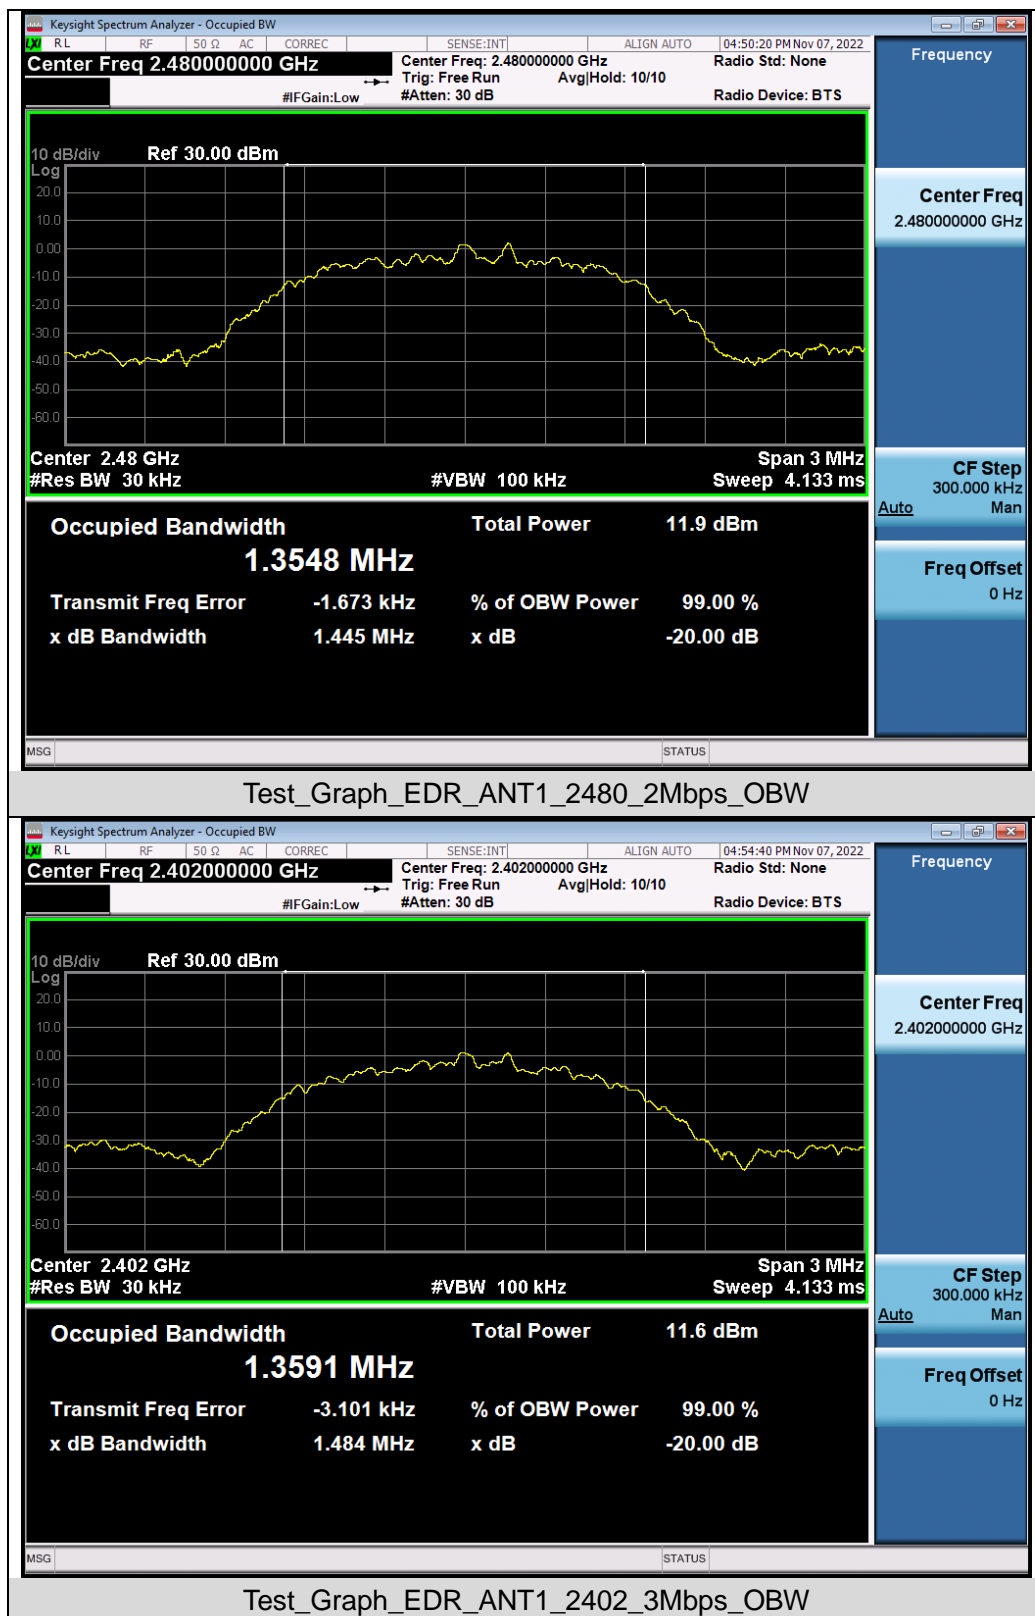 Keysight Spectrum Analyzer - Occupied BW
LXI RL RF 50 Ω AC CORREC SENSE:INT ALIGN AUTO 04:50:20 PM Nov 07, 2022
Center Freq 2.480000000 GHz
Center Freq: 2.480000000 GHz Radio Std: None
Trig: Free Run Avg|Hold: 10/10
#IFGain:Low #Atten: 30 dB Radio Device: BTS
Frequency
10 dB/div Ref 30.00 dBm
Log
20.0
10.0
0.00
-10.0
-20.0
-30.0
-40.0
-50.0
-60.0
Center 2.48 GHz Span 3 MHz
#Res BW 30 kHz #VBW 100 kHz Sweep 4.133 ms
Center Freq
2.480000000 GHz
CF Step
300.000 kHz
Auto Man
Freq Offset
0 Hz
Occupied Bandwidth Total Power 11.9 dBm
1.3548 MHz
Transmit Freq Error -1.673 kHz % of OBW Power 99.00 %
x dB Bandwidth 1.445 MHz x dB -20.00 dB
MSG STATUS
Test_Graph_EDR_ANT1_2480_2Mbps_OBW
Keysight Spectrum Analyzer - Occupied BW
LXI RL RF 50 Ω AC CORREC SENSE:INT ALIGN AUTO 04:54:40 PM Nov 07, 2022
Center Freq 2.402000000 GHz
Center Freq: 2.402000000 GHz Radio Std: None
Trig: Free Run Avg|Hold: 10/10
#IFGain:Low #Atten: 30 dB Radio Device: BTS
Frequency
10 dB/div Ref 30.00 dBm
Log
20.0
10.0
0.00
-10.0
-20.0
-30.0
-40.0
-50.0
-60.0
Center 2.402 GHz Span 3 MHz
#Res BW 30 kHz #VBW 100 kHz Sweep 4.133 ms
Center Freq
2.402000000 GHz
CF Step
300.000 kHz
Auto Man
Freq Offset
0 Hz
Occupied Bandwidth Total Power 11.6 dBm
1.3591 MHz
Transmit Freq Error -3.101 kHz % of OBW Power 99.00 %
x dB Bandwidth 1.484 MHz x dB -20.00 dB
MSG STATUS
Test_Graph_EDR_ANT1_2402_3Mbps_OBW